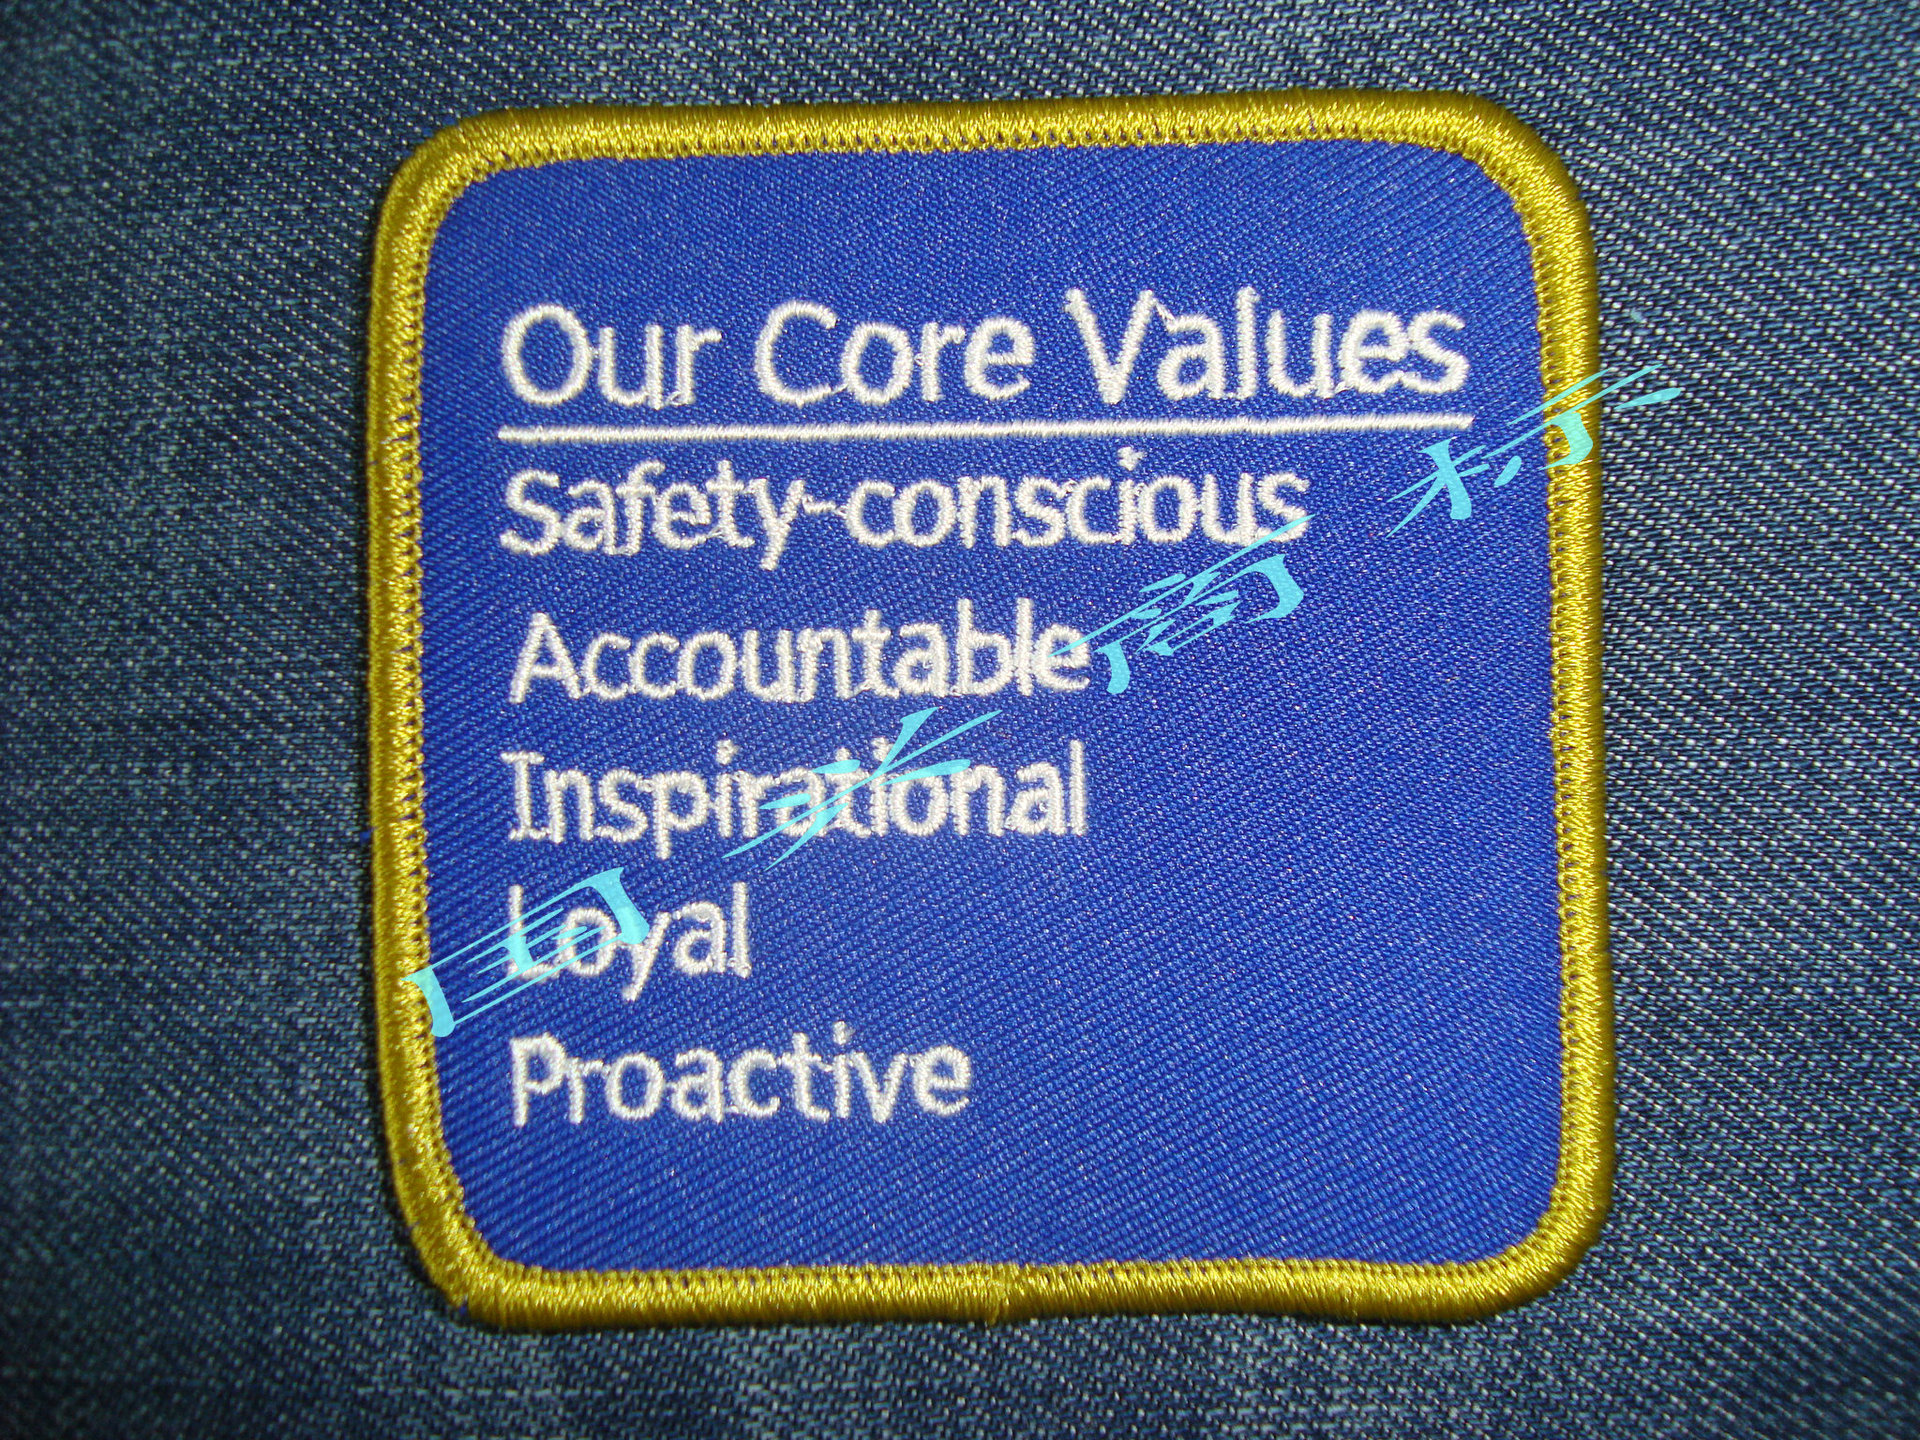 Our Core Values
Safety-conscious
Accountable
Inspirational
Loyal
Proactive